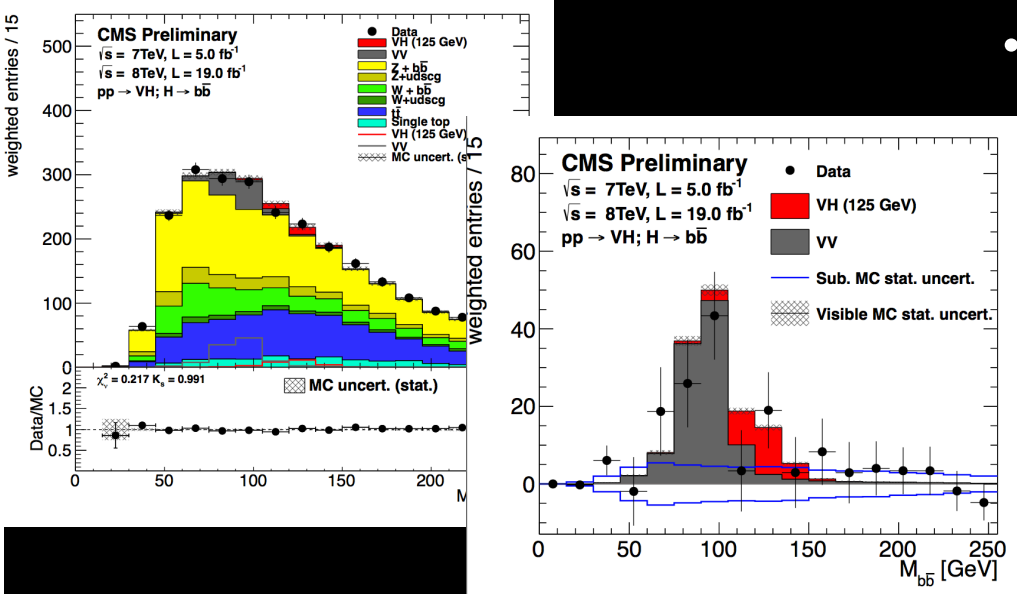 weighted entries / 15
500
400
300
200
100
0
CMS Preliminary
√s = 7TeV, L = 5.0 fb⁻¹
√s = 8TeV, L = 19.0 fb⁻¹
pp → VH; H → bb̅
Data
VH (125 GeV)
VV
Z + bb̅
Z+udscg
W + bb̅
W+udscg
tt̅
Single top
VH (125 GeV)
VV
MC uncert. (s
Data/MC
2
1.5
1
0.5
χ²ᵥ = 0.217 Kₛ = 0.991
MC uncert. (stat.)
0 50 100 150 200
M
weighted entries / 15
80
60
40
20
0
CMS Preliminary
√s = 7TeV, L = 5.0 fb⁻¹
√s = 8TeV, L = 19.0 fb⁻¹
pp → VH; H → bb̅
Data
VH (125 GeV)
VV
Sub. MC stat. uncert.
Visible MC stat. uncert.
0 50 100 150 200 250
M_bb̅ [GeV]